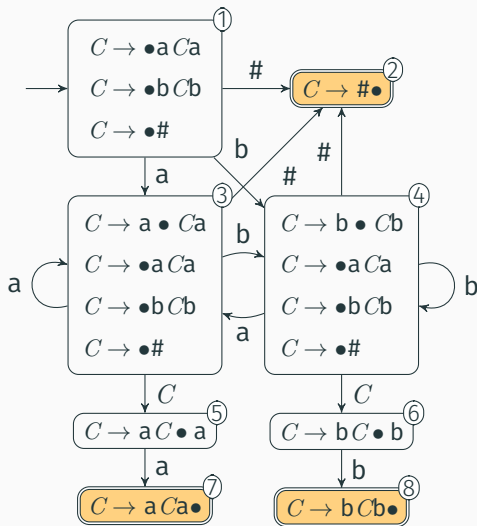 ①
C → •aCa
C → •bCb
C → •#
#
②
C → #•
a
b
#
#
③
C → a • Ca
C → •aCa
C → •bCb
C → •#
a
b
a
④
C → b • Cb
C → •aCa
C → •bCb
C → •#
b
C
C
⑤
C → aC • a
⑥
C → bC • b
a
b
⑦
C → aCa•
⑧
C → bCb•